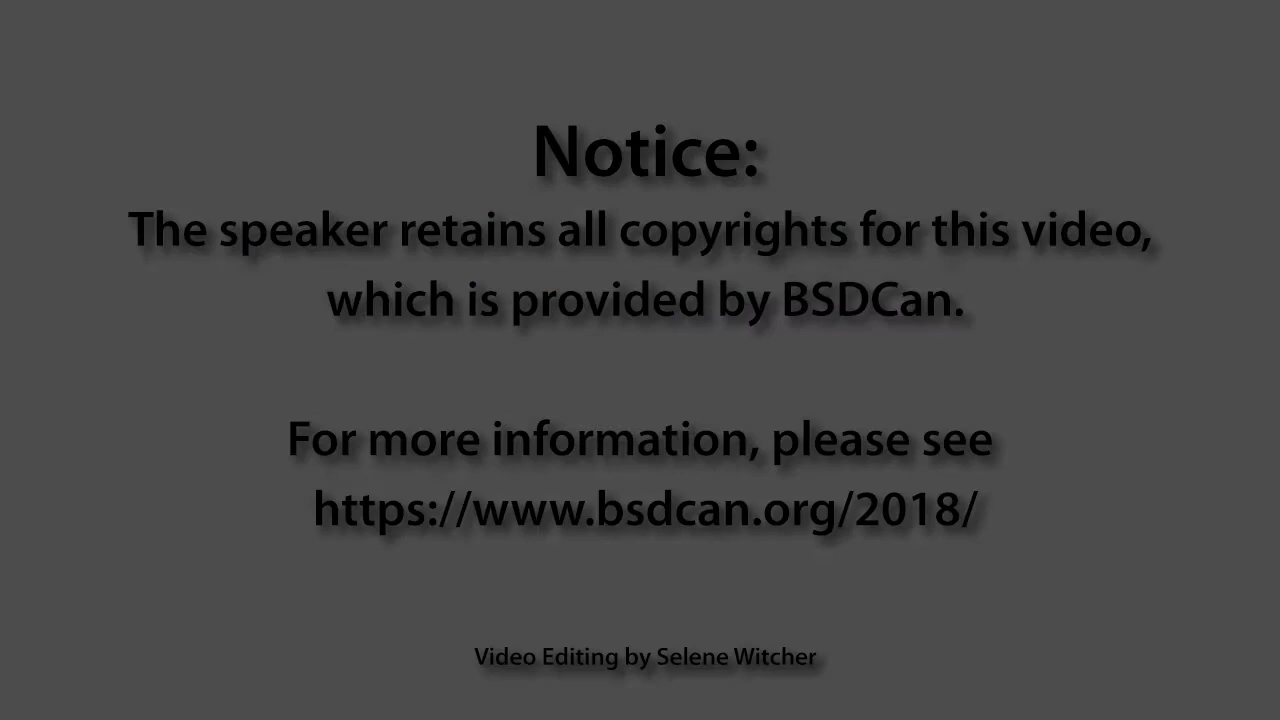 Notice:
The speaker retains all copyrights for this video,
which is provided by BSDCan.
For more information, please see
https://www.bsdcan.org/2018/
Video Editing by Selene Witcher